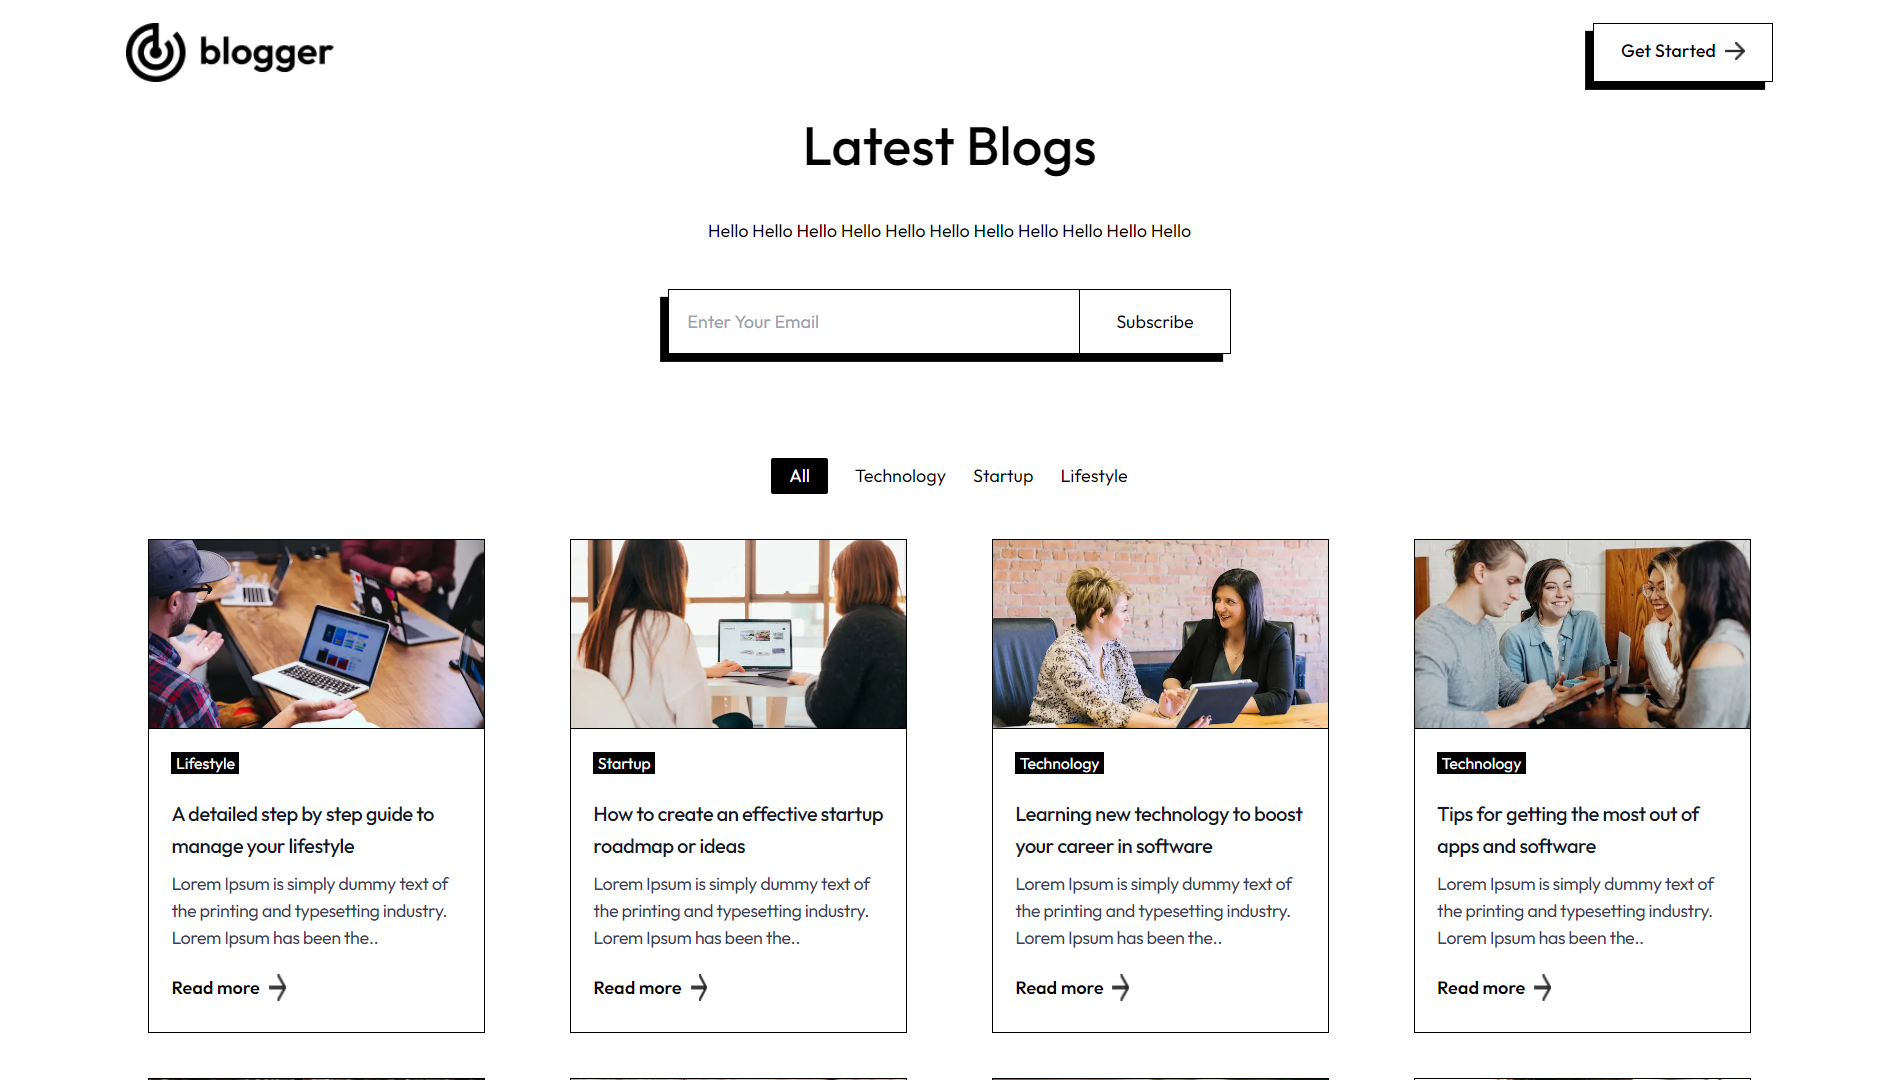 blogger
Get Started
Latest Blogs
Hello Hello Hello Hello Hello Hello Hello Hello Hello Hello Hello
Enter Your Email
Subscribe
All
Technology
Startup
Lifestyle
Lifestyle
A detailed step by step guide to
manage your lifestyle
Lorem Ipsum is simply dummy text of
the printing and typesetting industry.
Lorem Ipsum has been the..
Read more
Startup
How to create an effective startup
roadmap or ideas
Lorem Ipsum is simply dummy text of
the printing and typesetting industry.
Lorem Ipsum has been the..
Read more
Technology
Learning new technology to boost
your career in software
Lorem Ipsum is simply dummy text of
the printing and typesetting industry.
Lorem Ipsum has been the..
Read more
Technology
Tips for getting the most out of
apps and software
Lorem Ipsum is simply dummy text of
the printing and typesetting industry.
Lorem Ipsum has been the..
Read more